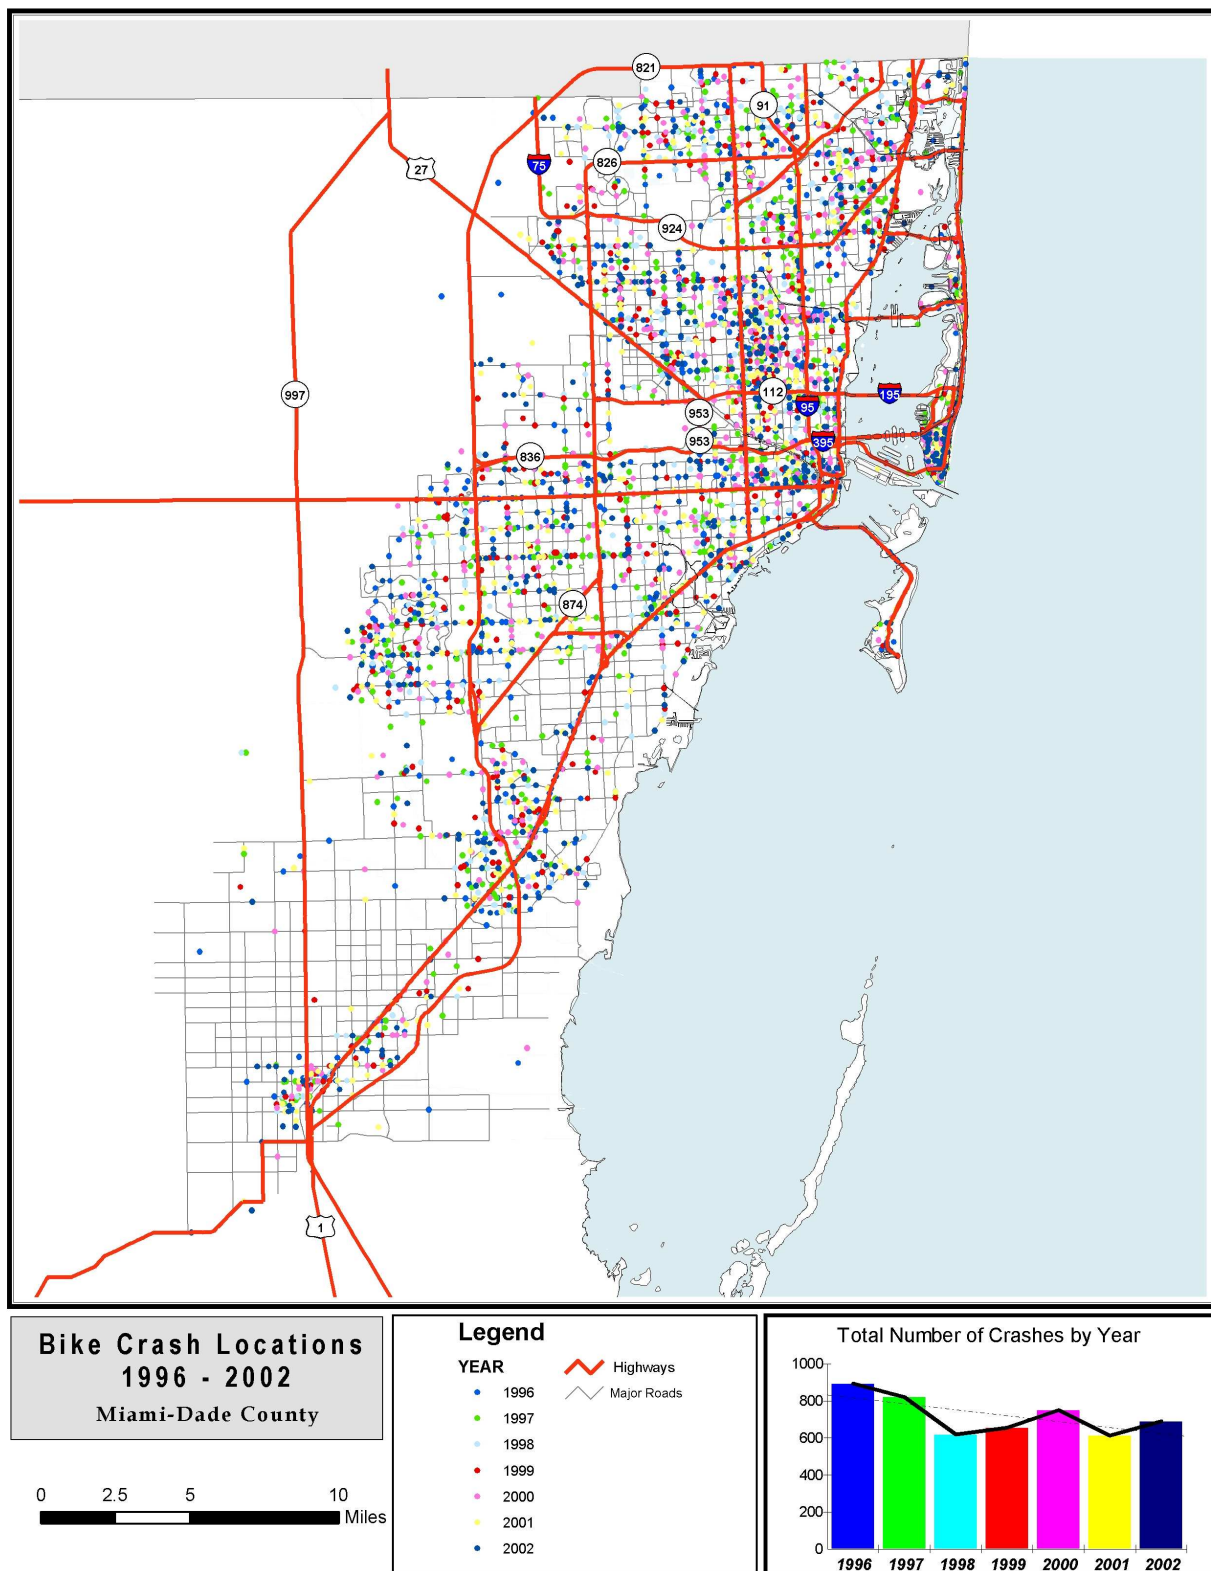 821
91
75
826
27
924
997
112
195
953
95
953
395
836
874
1
Bike Crash Locations
1996 - 2002
Miami-Dade County
0 2.5 5 10
Miles
Legend
YEAR
Highways
Major Roads
1996
1997
1998
1999
2000
2001
2002
Total Number of Crashes by Year
1000
800
600
400
200
0
1996 1997 1998 1999 2000 2001 2002